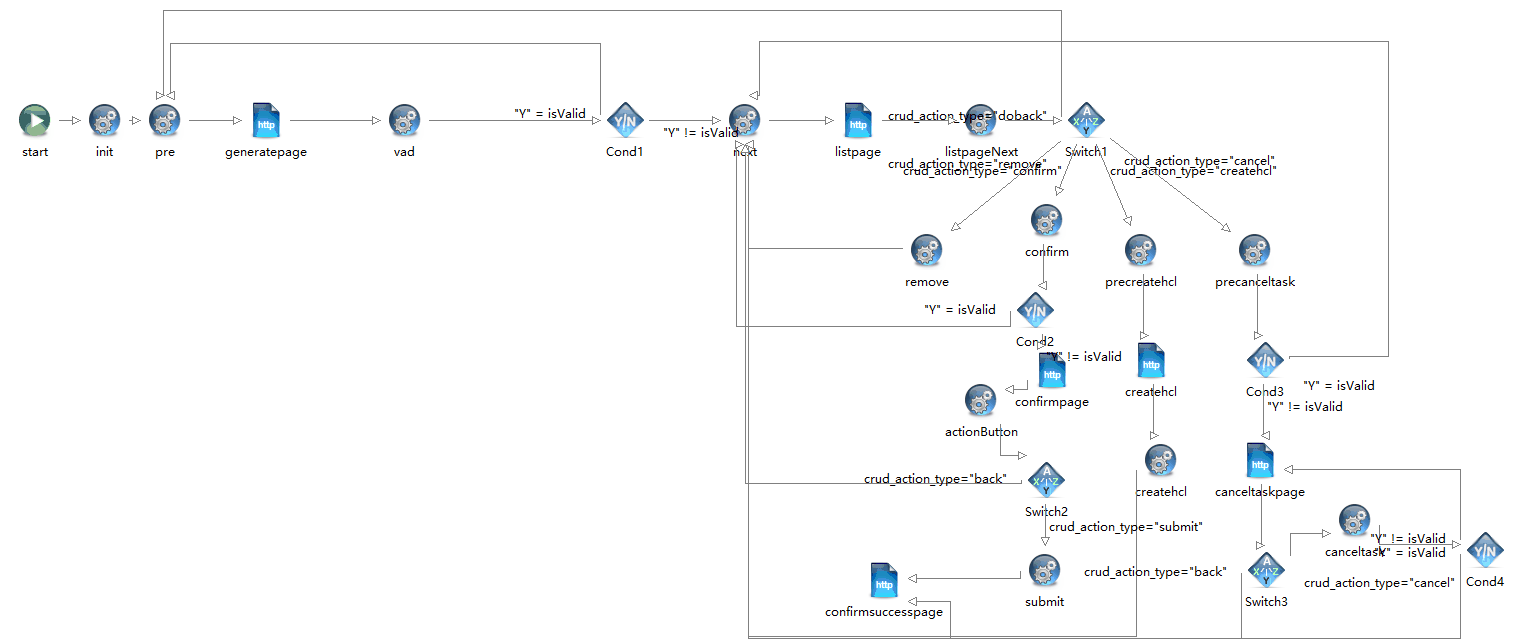 "Y" = isValid
crud_action_type="doback"
http
Y/N
http
A
X Z
Y
"Y" != isValid
start
init
pre
generatepage
vad
Cond1
next
listpage
listpageNext
Switch1
crud_action_type="remove"
crud_action_type="cancel"
crud_action_type="confirm"
crud_action_type="createhcl"
confirm
remove
precreatehcl
precanceltask
"Y" = isValid
Y/N
Cond2
"Y" != isValid
http
http
Y/N
confirmpage
createhcl
Cond3
"Y" = isValid
"Y" != isValid
actionButton
http
crud_action_type="back"
A
X Z
Y
Switch2
createhcl
canceltaskpage
crud_action_type="submit"
"Y" != isValid
canceltask
"Y" = isValid
Y/N
crud_action_type="back"
A
X Z
Y
http
crud_action_type="cancel"
Cond4
submit
Switch3
confirmsuccesspage